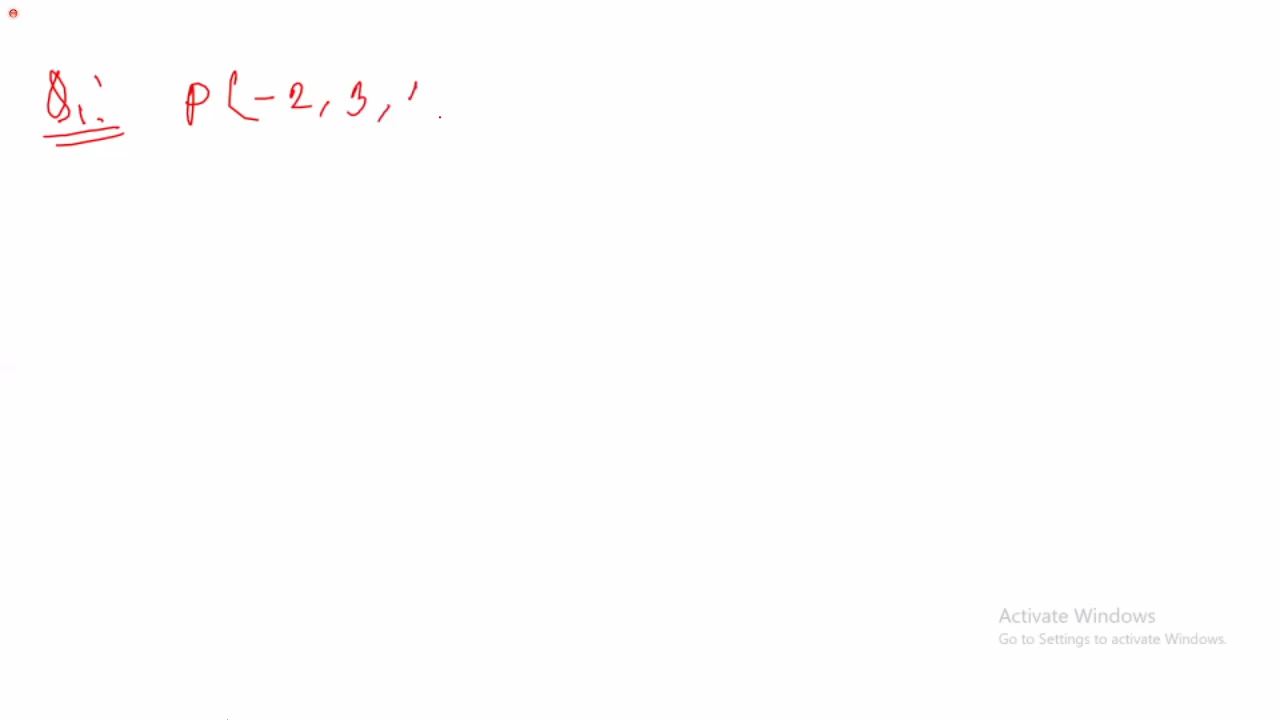 Q1: P(-2, 3,
Activate Windows
Go to Settings to activate Windows.